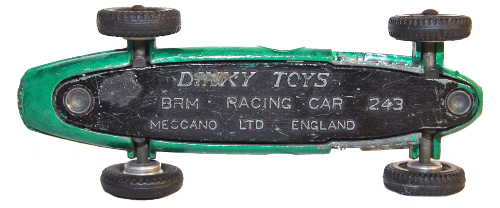 DINKY TOYS
BRM RACING CAR 243
MECCANO LTD . ENGLAND